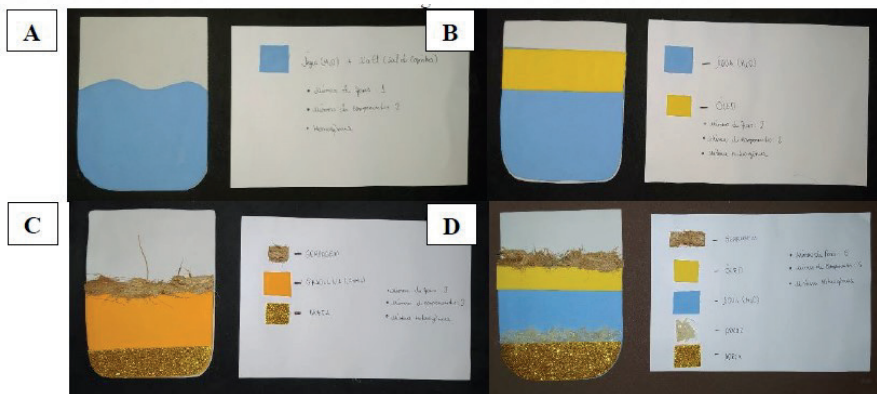 A
Água (H₂O) + NaCl (Sal de Cozinha)
• Número de fases: 1
• Número de componentes: 2
• Homogênea
B
- ÁGUA (H₂O)
- ÓLEO
• Número de fases: 2
• Número de componentes: 2
• Sistema heterogêneo
C
- SERRAGEM
- GASOLINA
- AREIA
• Número de fases: 3
• Número de componentes: 3
• Sistema heterogêneo
D
- SERRAGEM
- ÓLEO
- ÁGUA (H₂O)
- AREIA
• Número de fases: 5
• Número de componentes: 5
• Sistema heterogêneo